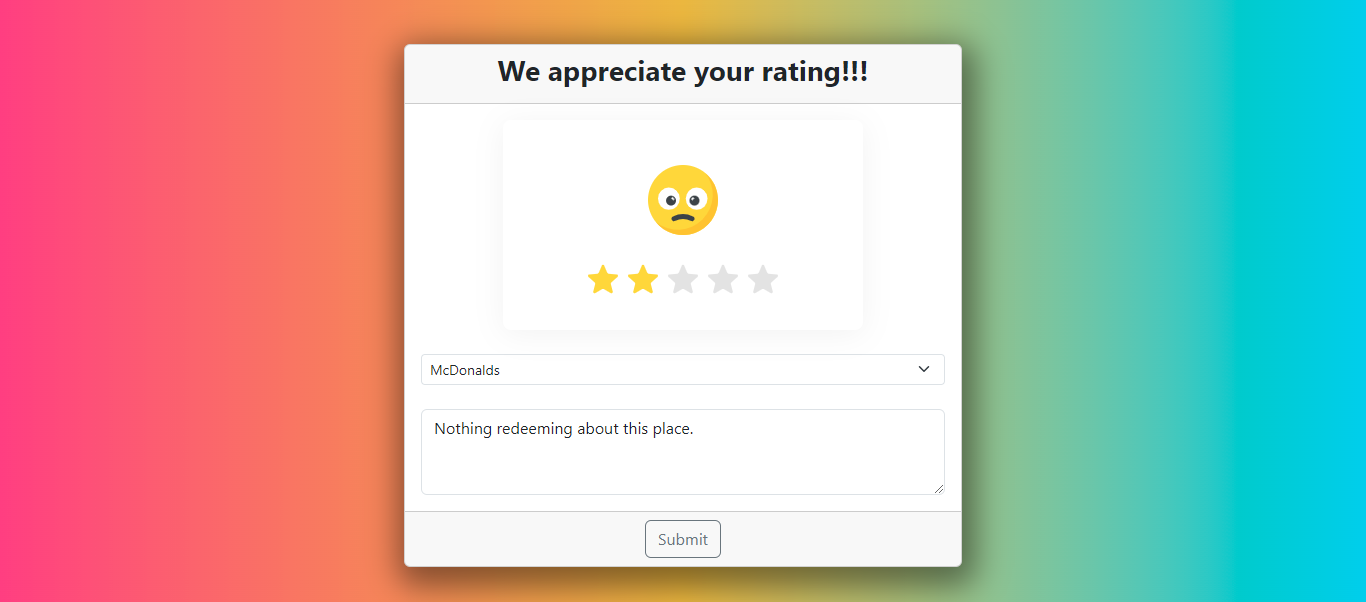 We appreciate your rating!!!
McDonalds
Nothing redeeming about this place.
Submit